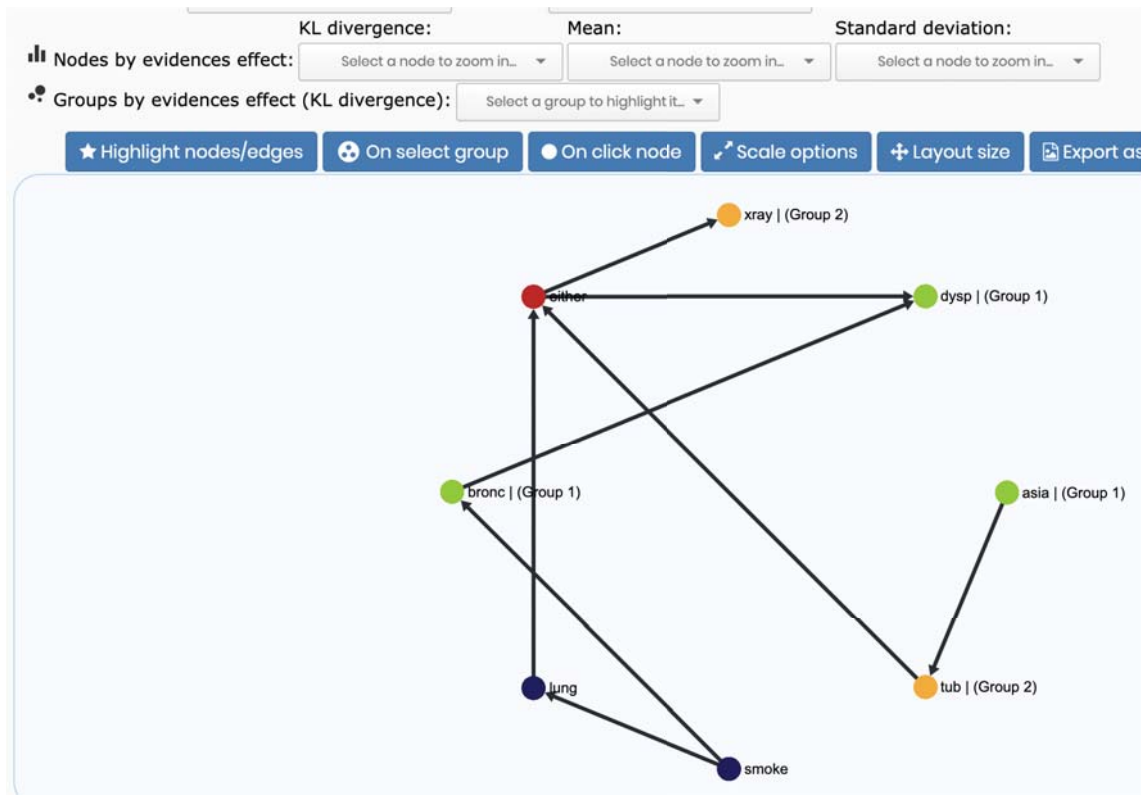 KL divergence: Mean: Standard deviation:
Nodes by evidences effect: Select a node to zoom in... Select a node to zoom in... Select a node to zoom in...
Groups by evidences effect (KL divergence): Select a group to highlight it...
Highlight nodes/edges On select group On click node Scale options Layout size Export as
xray | (Group 2)
either dysp | (Group 1)
bronc | (Group 1) asia | (Group 1)
lung tub | (Group 2)
smoke